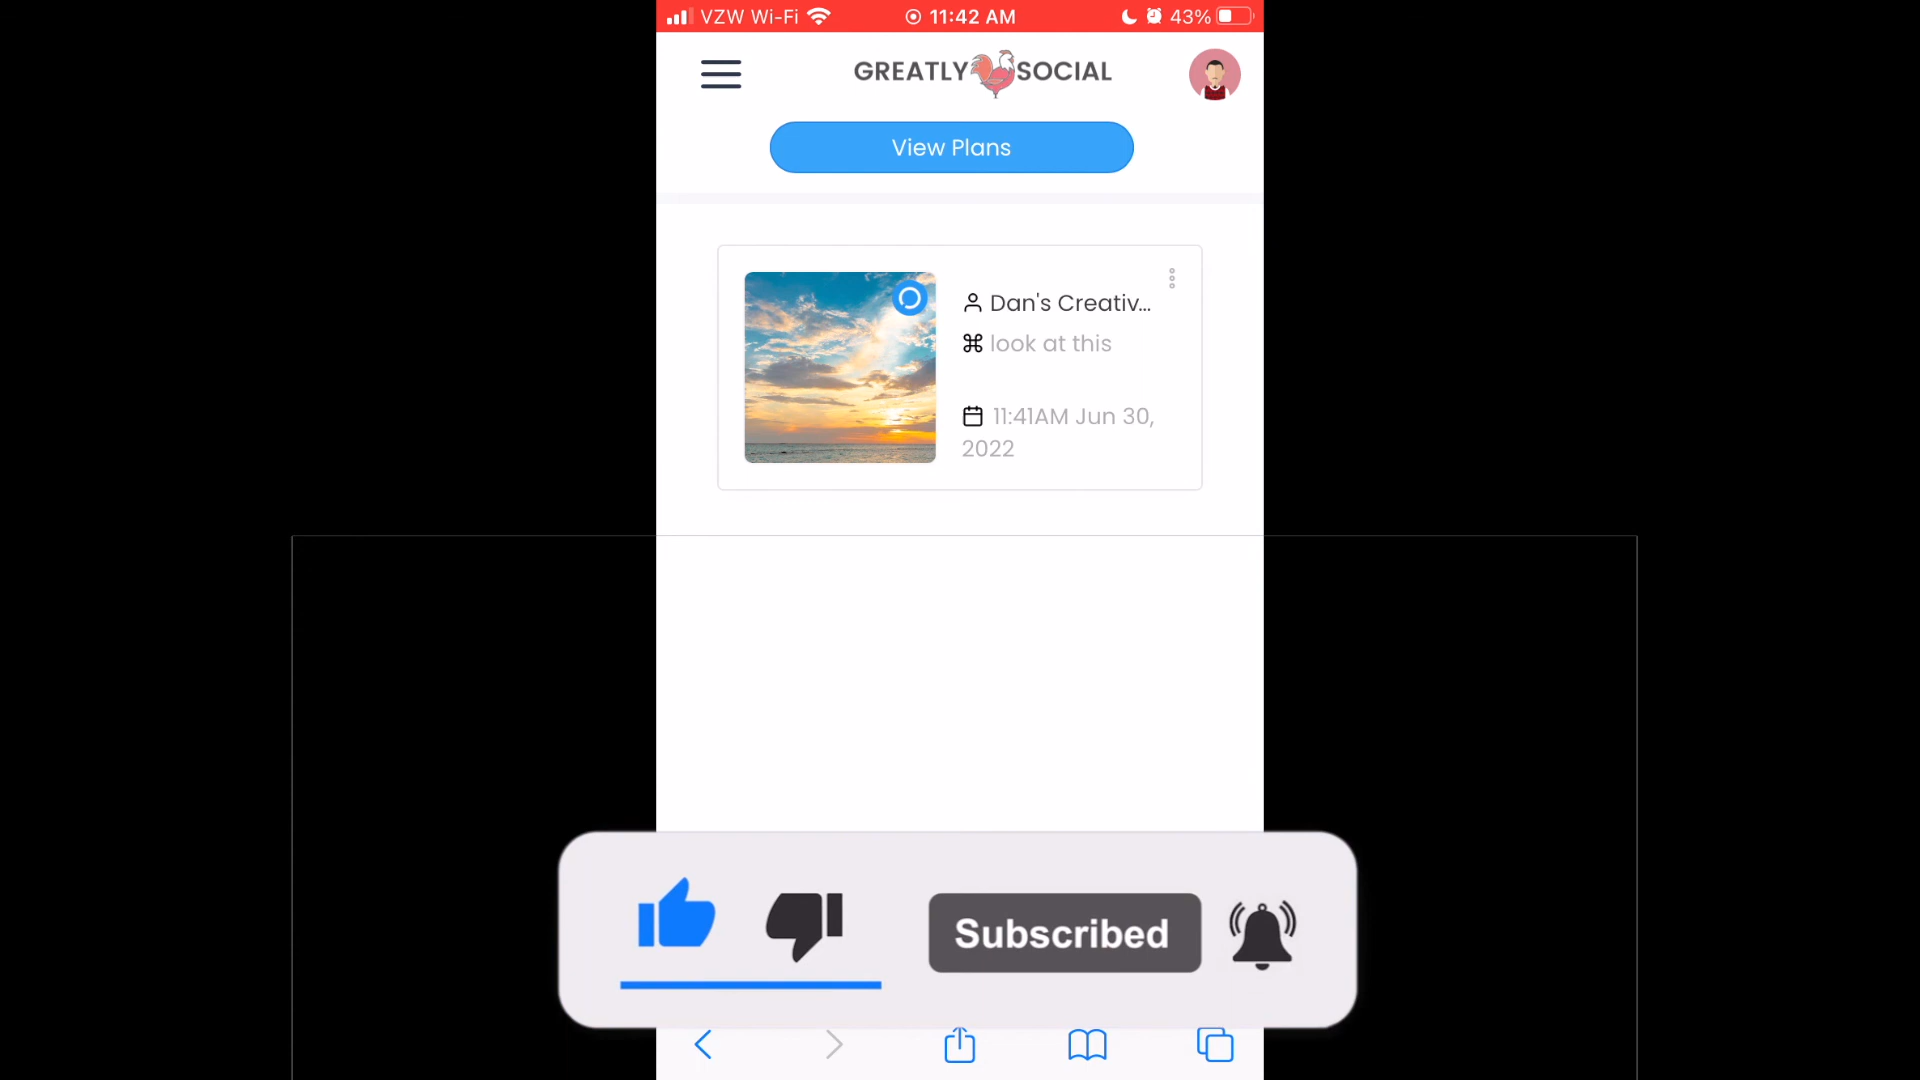 VZW Wi-Fi 11:42 AM 43%
GREATLY SOCIAL
View Plans
Dan's Creativ...
look at this
11:41AM Jun 30,
2022
Subscribed